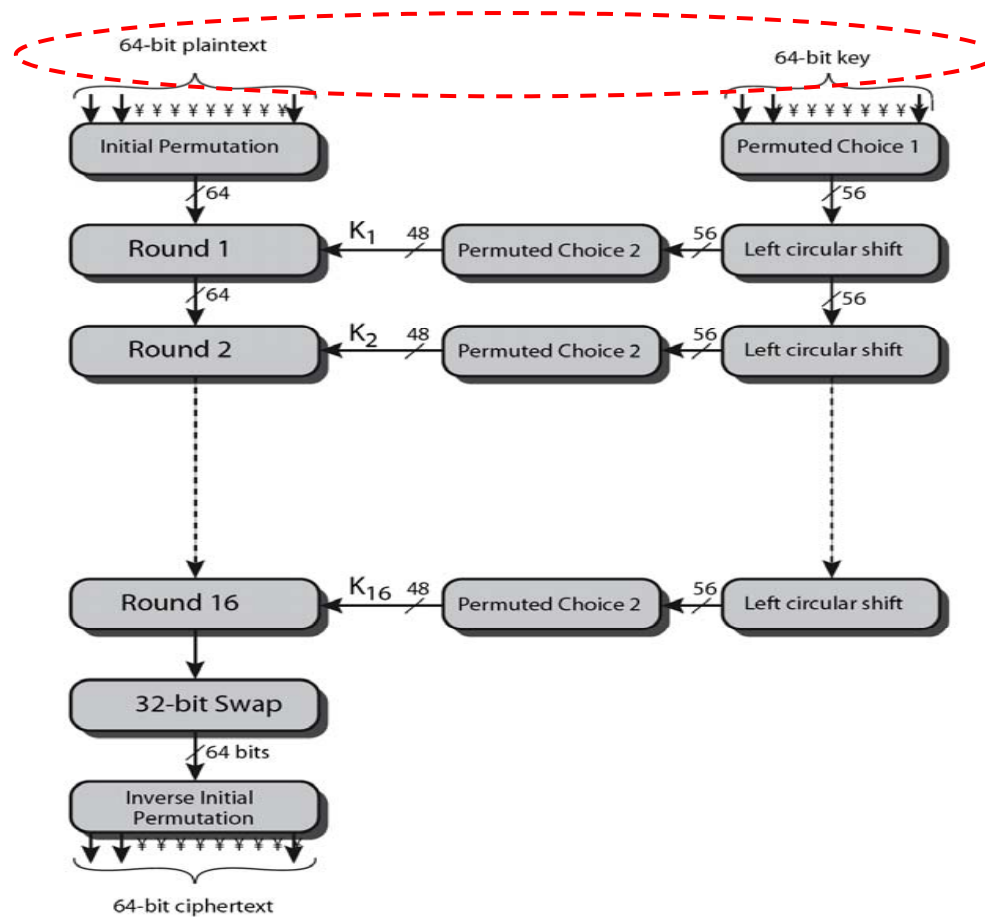 64-bit plaintext
64-bit key
¥ ¥ ¥ ¥ ¥ ¥ ¥ ¥ ¥
¥ ¥ ¥ ¥ ¥ ¥ ¥ ¥ ¥
Initial Permutation
Permuted Choice 1
64
56
Round 1
K1
48
Permuted Choice 2
56
Left circular shift
64
56
Round 2
K2
48
Permuted Choice 2
56
Left circular shift
Round 16
K16
48
Permuted Choice 2
56
Left circular shift
32-bit Swap
64 bits
Inverse Initial
Permutation
¥ ¥ ¥ ¥ ¥ ¥ ¥ ¥ ¥
64-bit ciphertext